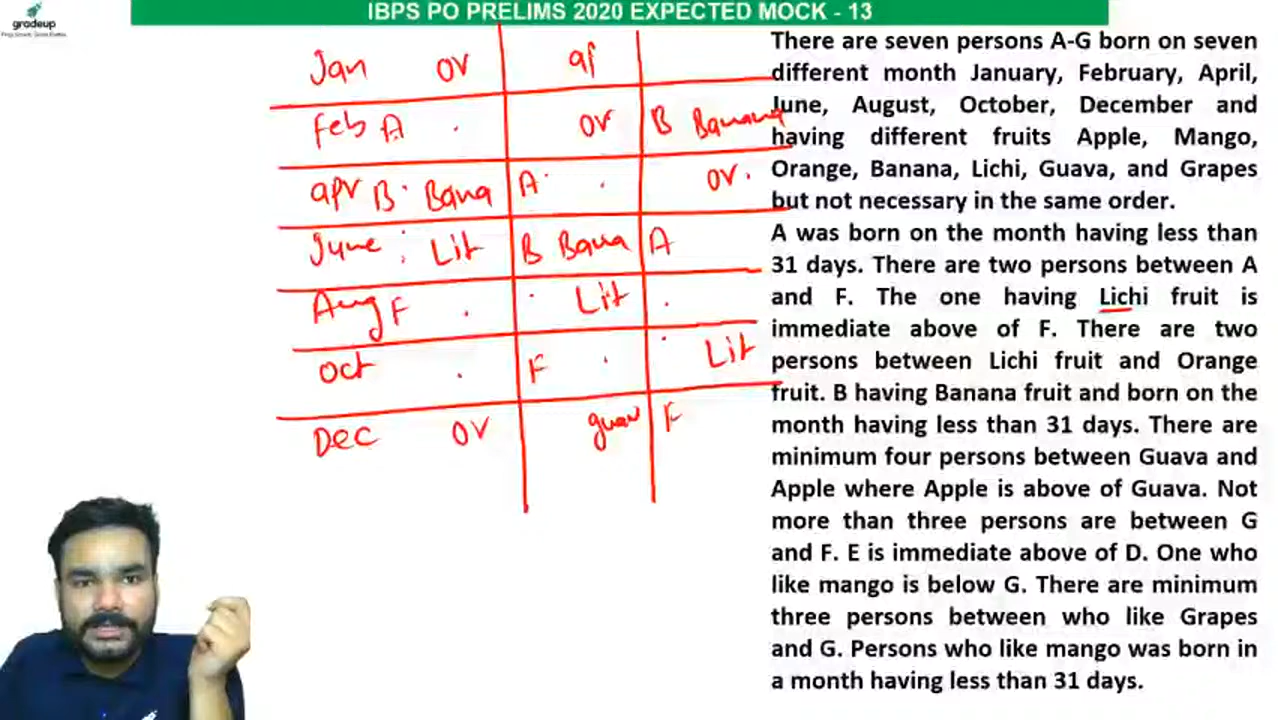 gradeup
IBPS PO PRELIMS 2020 EXPECTED MOCK - 13
Jan or af
Feb A or B Banana
apr B Bana A or
June Lit B Bana A
Aug F Lit
Oct F Lit
Dec or guav F
There are seven persons A-G born on seven
different month January, February, April,
June, August, October, December and
having different fruits Apple, Mango,
Orange, Banana, Lichi, Guava, and Grapes
but not necessary in the same order.
A was born on the month having less than
31 days. There are two persons between A
and F. The one having Lichi fruit is
immediate above of F. There are two
persons between Lichi fruit and Orange
fruit. B having Banana fruit and born on the
month having less than 31 days. There are
minimum four persons between Guava and
Apple where Apple is above of Guava. Not
more than three persons are between G
and F. E is immediate above of D. One who
like mango is below G. There are minimum
three persons between who like Grapes
and G. Persons who like mango was born in
a month having less than 31 days.